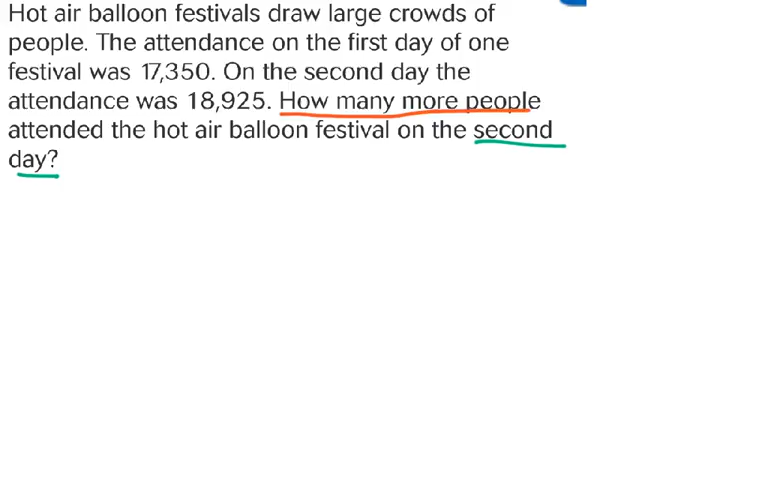 Hot air balloon festivals draw large crowds of
people. The attendance on the first day of one
festival was 17,350. On the second day the
attendance was 18,925. How many more people
attended the hot air balloon festival on the second
day?